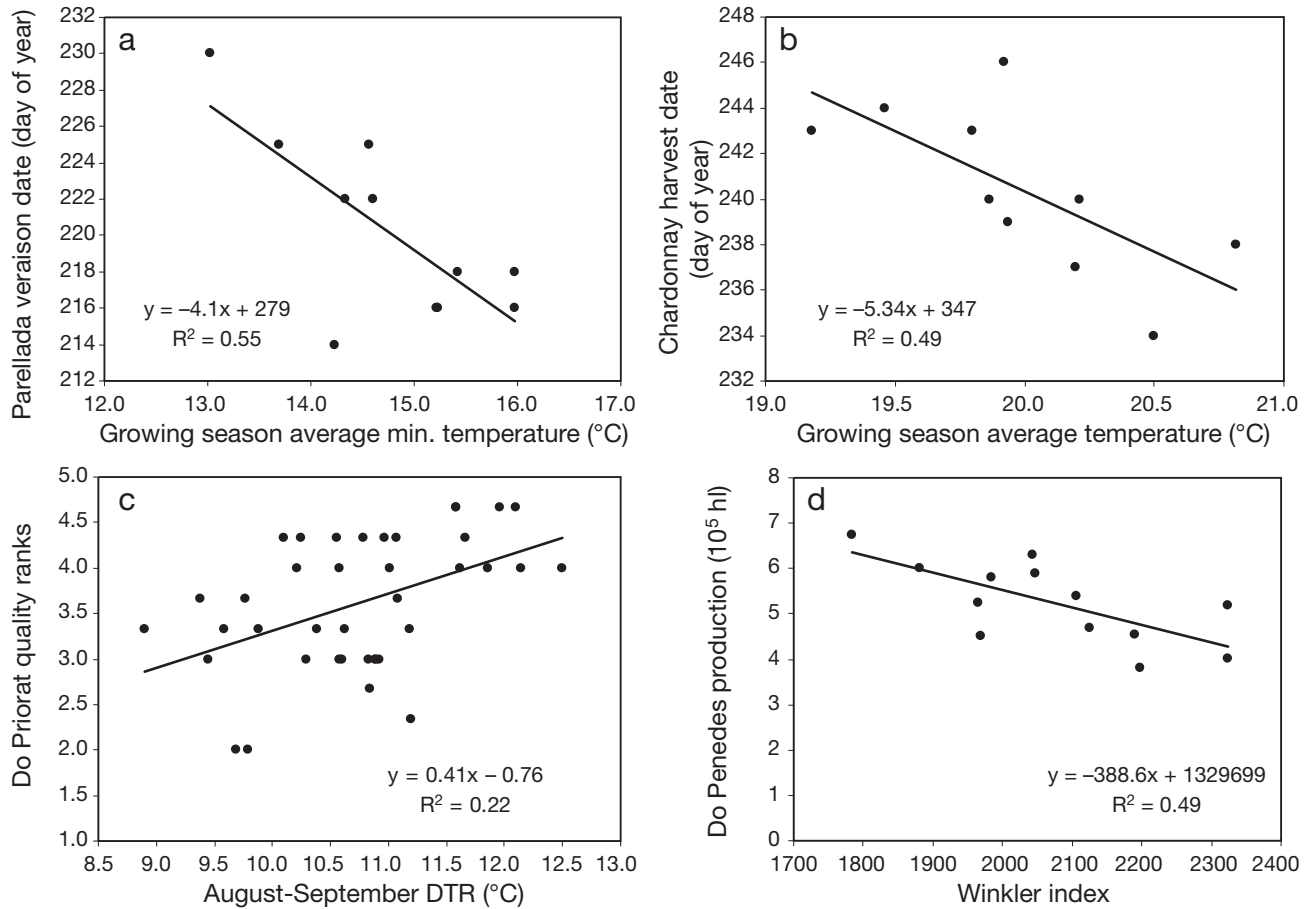 a
Parellada veraison date (day of year)
232
230
228
226
224
222
220
218
216
214
212
y = –4.1x + 279
R² = 0.55
12.0 13.0 14.0 15.0 16.0 17.0
Growing season average min. temperature (°C)
b
Chardonnay harvest date
(day of year)
248
246
244
242
240
238
236
234
232
y = –5.34x + 347
R² = 0.49
19.0 19.5 20.0 20.5 21.0
Growing season average temperature (°C)
c
Do Priorat quality ranks
5.0
4.5
4.0
3.5
3.0
2.5
2.0
1.5
1.0
y = 0.41x – 0.76
R² = 0.22
8.5 9.0 9.5 10.0 10.5 11.0 11.5 12.0 12.5 13.0
August-September DTR (°C)
d
Do Penedes production (10⁵ hl)
8
7
6
5
4
3
2
1
0
y = –388.6x + 1329699
R² = 0.49
1700 1800 1900 2000 2100 2200 2300 2400
Winkler index